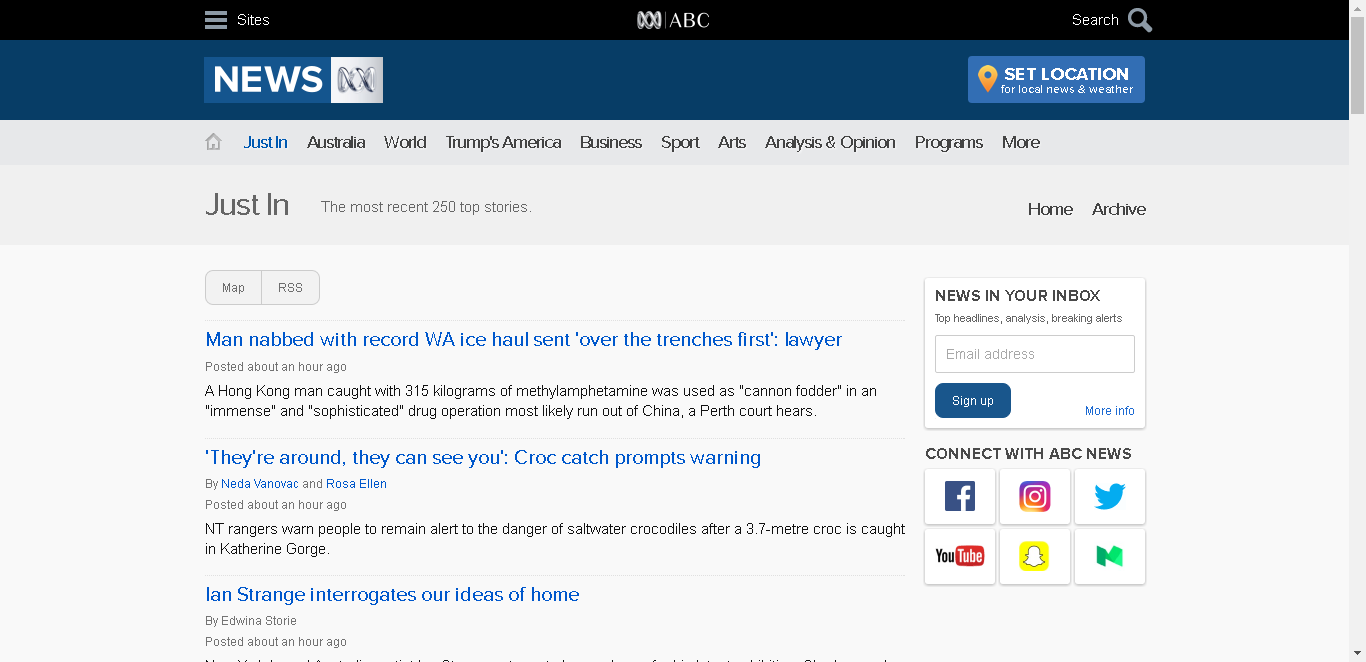 Sites
ABC
Search
NEWS
SET LOCATION
for local news & weather
Just In Australia World Trump's America Business Sport Arts Analysis & Opinion Programs More
Just In
The most recent 250 top stories.
Home Archive
Map RSS
Man nabbed with record WA ice haul sent 'over the trenches first': lawyer
Posted about an hour ago
A Hong Kong man caught with 315 kilograms of methylamphetamine was used as "cannon fodder" in an
"immense" and "sophisticated" drug operation most likely run out of China, a Perth court hears.
'They're around, they can see you': Croc catch prompts warning
By Neda Vanovac and Rosa Ellen
Posted about an hour ago
NT rangers warn people to remain alert to the danger of saltwater crocodiles after a 3.7-metre croc is caught
in Katherine Gorge.
Ian Strange interrogates our ideas of home
By Edwina Storie
Posted about an hour ago
NEWS IN YOUR INBOX
Top headlines, analysis, breaking alerts
Email address
Sign up
More info
CONNECT WITH ABC NEWS
YouTube